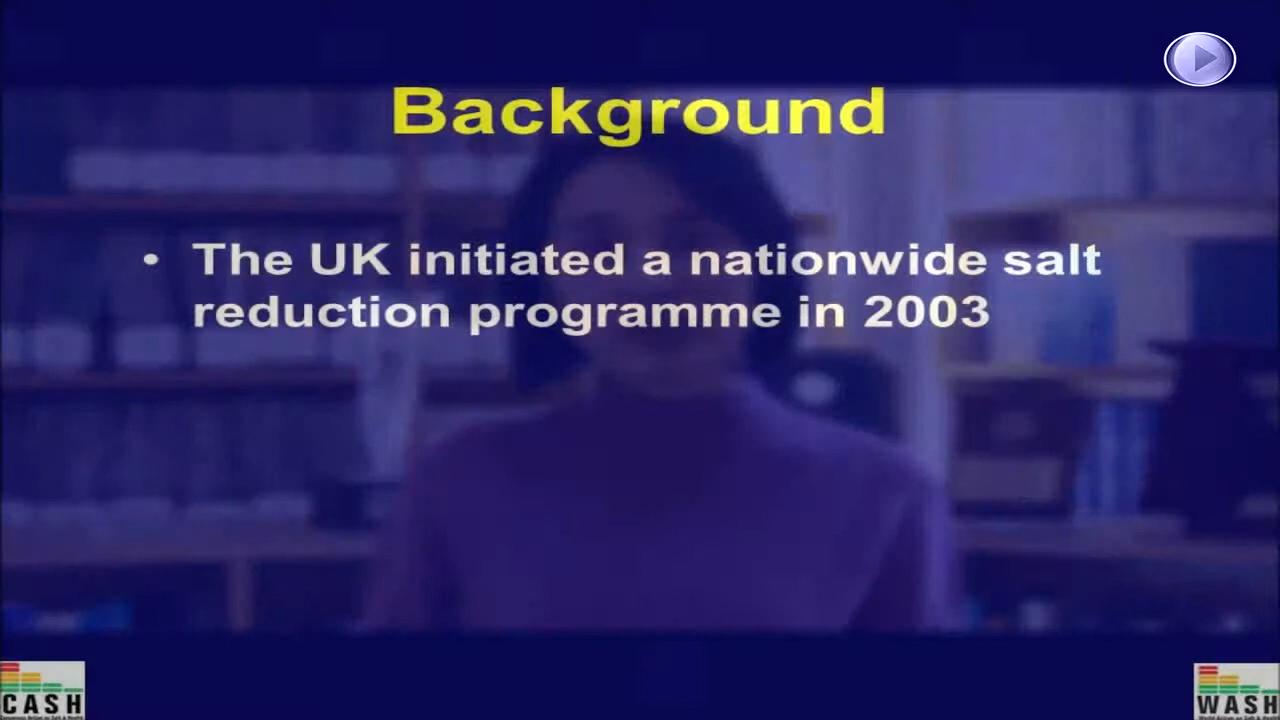 Background
• The UK initiated a nationwide salt
reduction programme in 2003
CASH
WASH